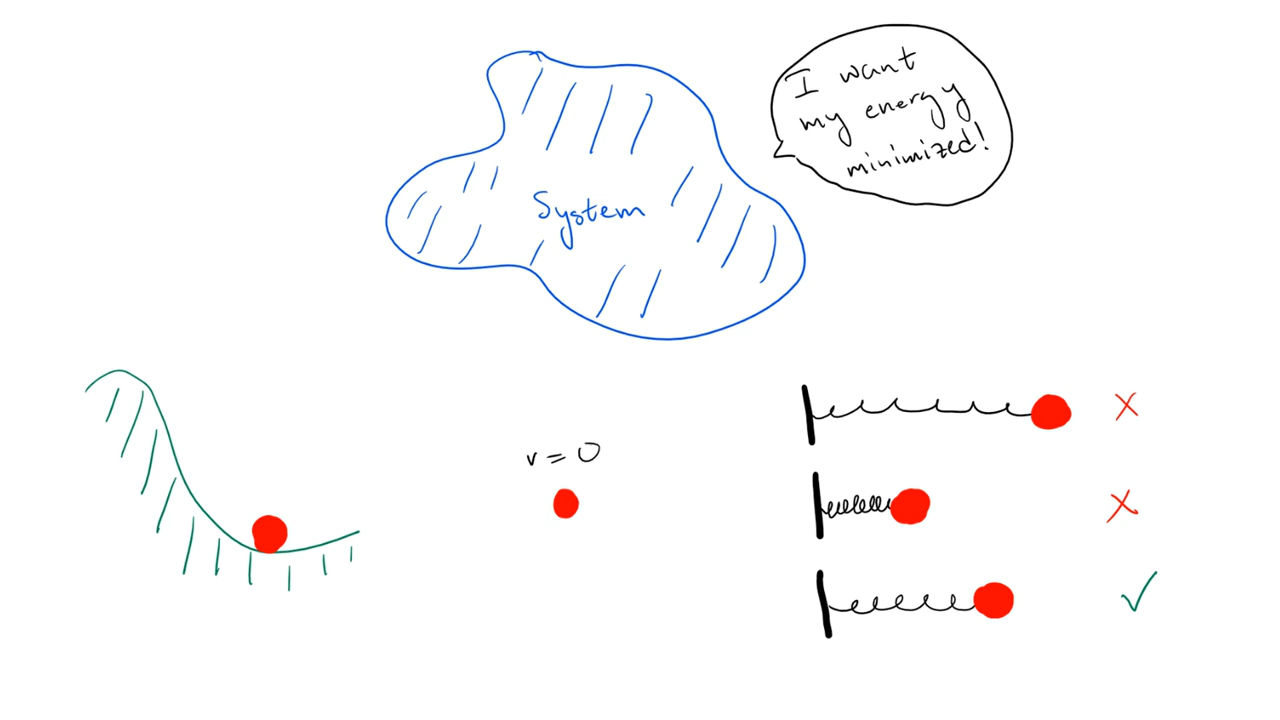 I want
my energy
minimized!
System
v = 0